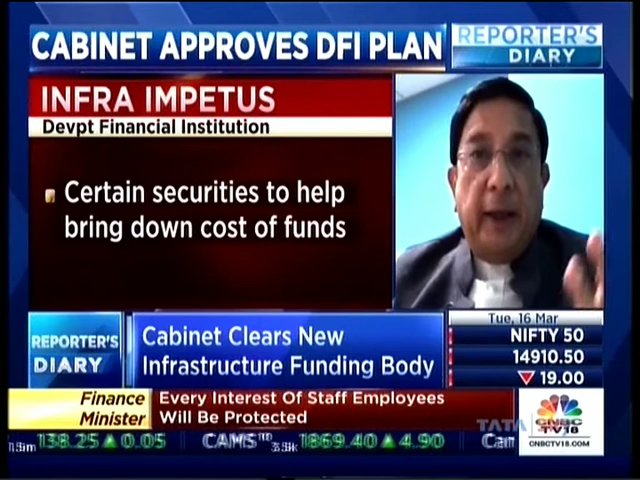 CABINET APPROVES DFI PLAN
REPORTER'S
DIARY
INFRA IMPETUS
Devpt Financial Institution
Certain securities to help
bring down cost of funds
REPORTER'S
DIARY
Cabinet Clears New
Infrastructure Funding Body
Tue, 16 Mar
NIFTY 50
14910.50
▼ 19.00
Finance
Minister
Every Interest Of Staff Employees
Will Be Protected
TATA
CNBC
TV18
CNBCTV18.COM
138.25 ▲ 0.05 CAMS 1869.40 ▲ 4.90